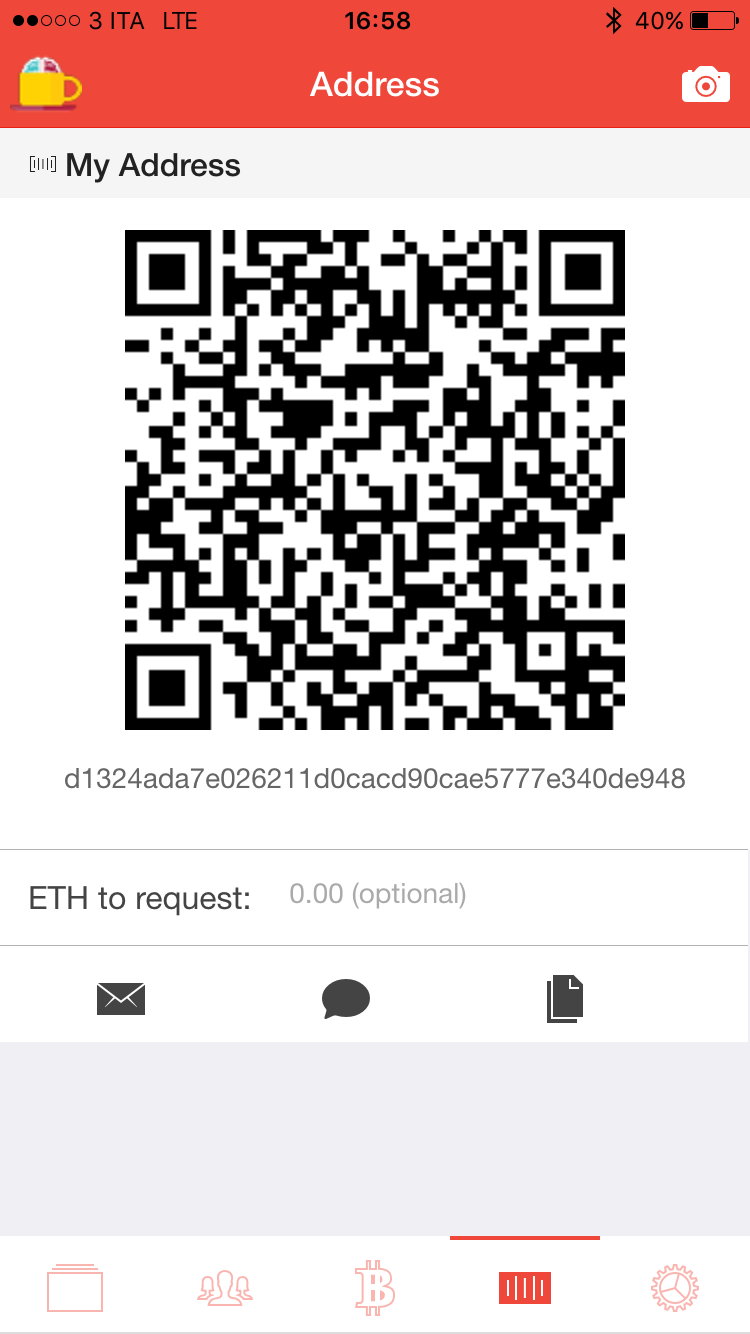 3 ITA LTE 16:58 40%
Address
My Address
d1324ada7e026211d0cacd90cae5777e340de948
ETH to request: 0.00 (optional)